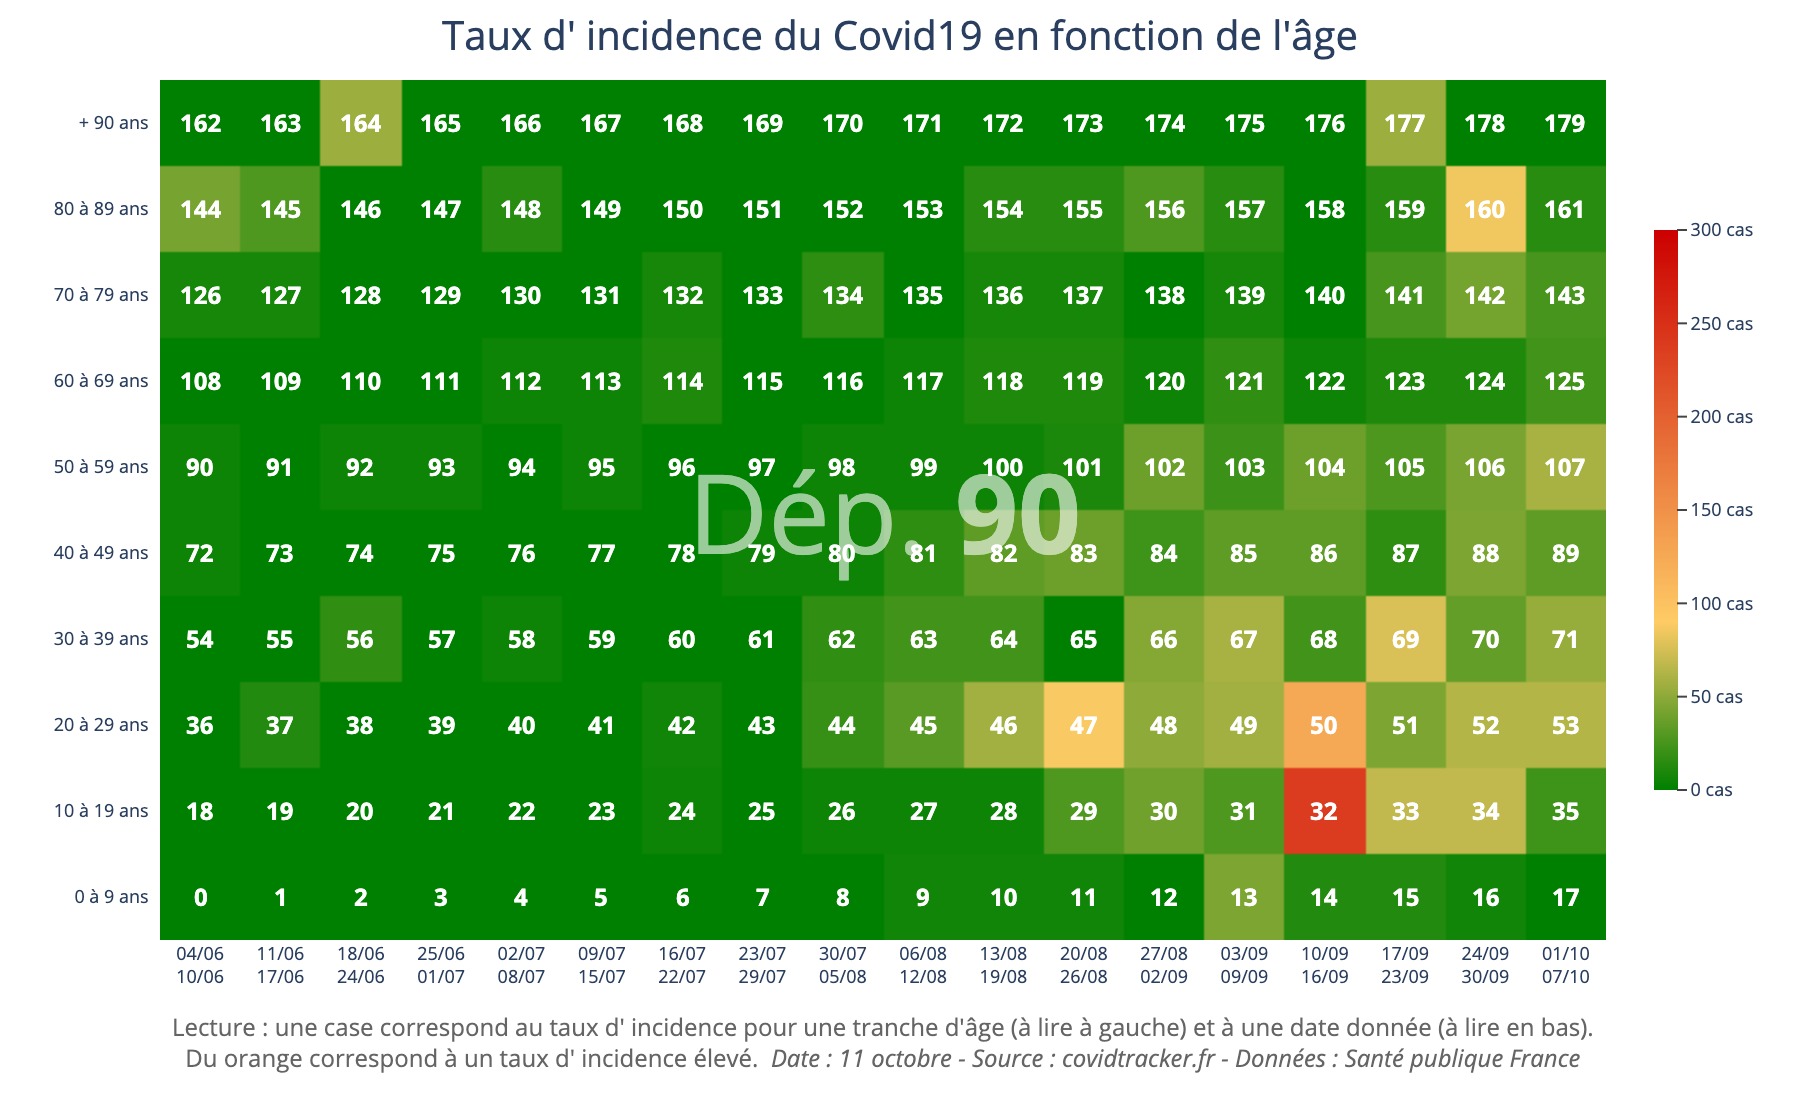 Taux d' incidence du Covid19 en fonction de l'âge
+ 90 ans 162 163 164 165 166 167 168 169 170 171 172 173 174 175 176 177 178 179
80 à 89 ans 144 145 146 147 148 149 150 151 152 153 154 155 156 157 158 159 160 161
70 à 79 ans 126 127 128 129 130 131 132 133 134 135 136 137 138 139 140 141 142 143
60 à 69 ans 108 109 110 111 112 113 114 115 116 117 118 119 120 121 122 123 124 125
50 à 59 ans 90 91 92 93 94 95 96 97 98 99 100 101 102 103 104 105 106 107
Dép. 90
40 à 49 ans 72 73 74 75 76 77 78 79 80 81 82 83 84 85 86 87 88 89
30 à 39 ans 54 55 56 57 58 59 60 61 62 63 64 65 66 67 68 69 70 71
20 à 29 ans 36 37 38 39 40 41 42 43 44 45 46 47 48 49 50 51 52 53
10 à 19 ans 18 19 20 21 22 23 24 25 26 27 28 29 30 31 32 33 34 35
0 à 9 ans 0 1 2 3 4 5 6 7 8 9 10 11 12 13 14 15 16 17
04/06 11/06 18/06 25/06 02/07 09/07 16/07 23/07 30/07 06/08 13/08 20/08 27/08 03/09 10/09 17/09 24/09 01/10
10/06 17/06 24/06 01/07 08/07 15/07 22/07 29/07 05/08 12/08 19/08 26/08 02/09 09/09 16/09 23/09 30/09 07/10
300 cas
250 cas
200 cas
150 cas
100 cas
50 cas
0 cas
Lecture : une case correspond au taux d' incidence pour une tranche d'âge (à lire à gauche) et à une date donnée (à lire en bas).
Du orange correspond à un taux d' incidence élevé. Date : 11 octobre - Source : covidtracker.fr - Données : Santé publique France